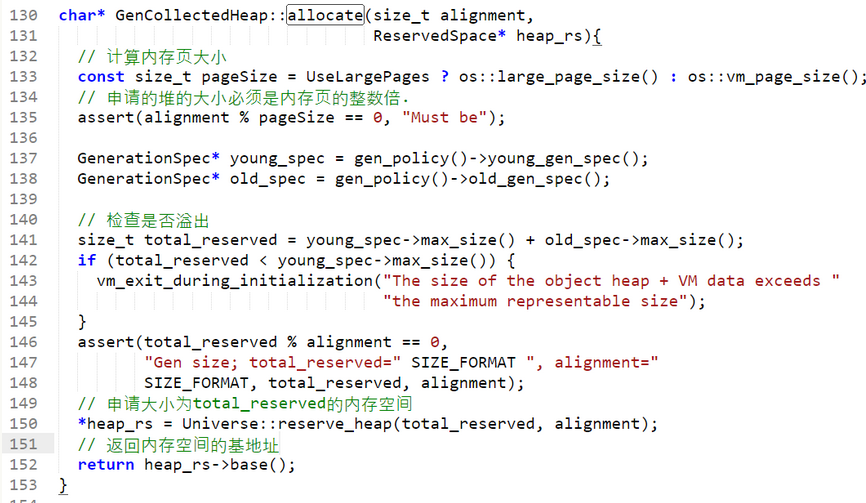 130 char* GenCollectedHeap::allocate(size_t alignment,
131                                  ReservedSpace* heap_rs){
132   // 计算内存页大小
133   const size_t pageSize = UseLargePages ? os::large_page_size() : os::vm_page_size();
134   // 申请的堆的大小必须是内存页的整数倍.
135   assert(alignment % pageSize == 0, "Must be");
136
137   GenerationSpec* young_spec = gen_policy()->young_gen_spec();
138   GenerationSpec* old_spec = gen_policy()->old_gen_spec();
139
140   // 检查是否溢出
141   size_t total_reserved = young_spec->max_size() + old_spec->max_size();
142   if (total_reserved < young_spec->max_size()) {
143     vm_exit_during_initialization("The size of the object heap + VM data exceeds "
144                                   "the maximum representable size");
145   }
146   assert(total_reserved % alignment == 0,
147          "Gen size; total_reserved=" SIZE_FORMAT ", alignment="
148          SIZE_FORMAT, total_reserved, alignment);
149   // 申请大小为total_reserved的内存空间
150   *heap_rs = Universe::reserve_heap(total_reserved, alignment);
151   // 返回内存空间的基地址
152   return heap_rs->base();
153 }